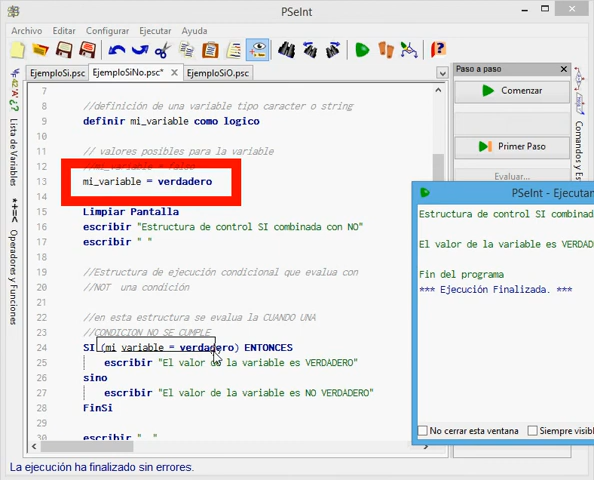 PSeInt
Archivo Editar Configurar Ejecutar Ayuda
EjemploSi.psc EjemploSiNo.psc* EjemploSiO.psc
Paso a paso
Comenzar
Primer Paso
Evaluar...
Lista de Variables
Operadores y Funciones
Comandos y Es
7
8 //definición de una variable tipo caracter o string
9 definir mi_variable como logico
10
11 // valores posibles para la variable
12 //mi_variable = falso
13 mi_variable = verdadero
14
15 Limpiar Pantalla
16 escribir "Estructura de control SI combinada con NO"
17 escribir " "
18
19 //Estructura de ejecución condicional que evalua con
20 //NOT una condición
21
22 //en esta estructura se evalua la CUANDO UNA
23 //CONDICION NO SE CUMPLE
24 SI (mi_variable = verdadero) ENTONCES
25 escribir "El valor de la variable es VERDADERO"
26 sino
27 escribir "El valor de la variable es NO VERDADERO"
28 FinSi
29
30 escribir " "
PSeInt - Ejecutan
Estructura de control SI combinada
El valor de la variable es VERDAD
Fin del programa
*** Ejecución Finalizada. ***
No cerrar esta ventana Siempre visibl
La ejecución ha finalizado sin errores.